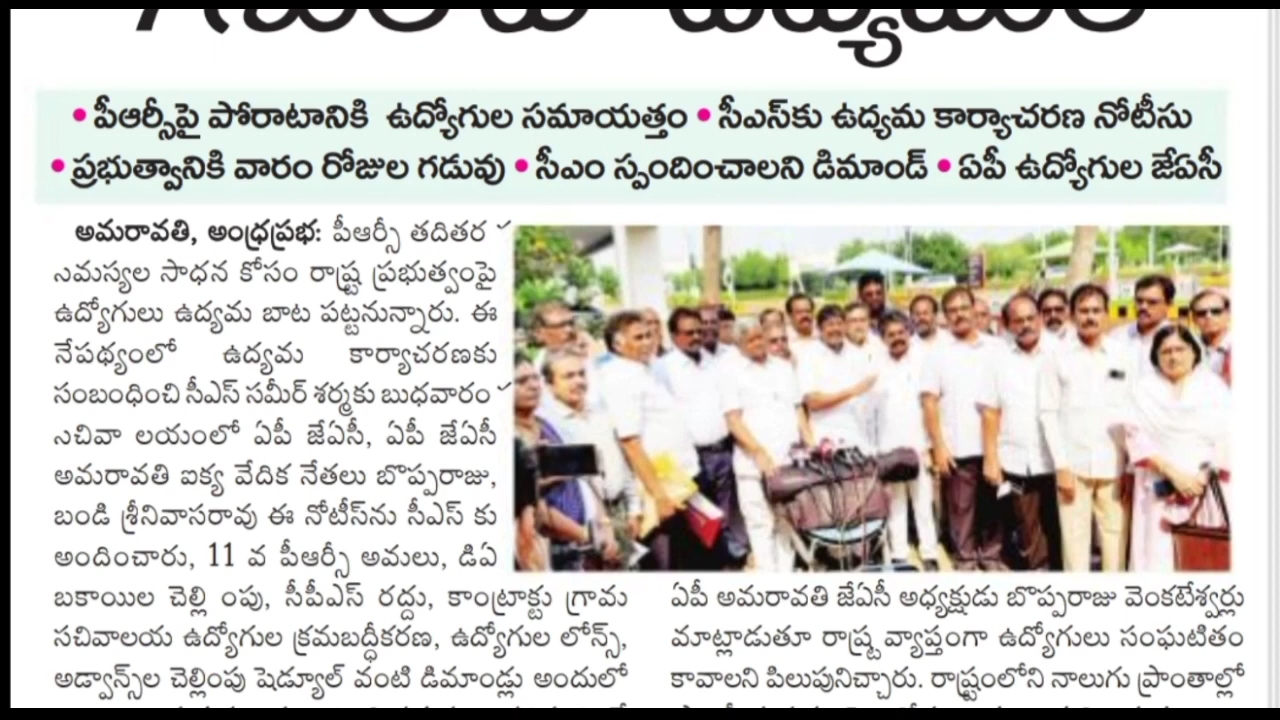 • పీఆర్సీపై పోరాటానికి ఉద్యోగుల సమాయత్తం • సీఎస్‌కు ఉద్యమ కార్యాచరణ నోటీసు
• ప్రభుత్వానికి వారం రోజుల గడువు • సీఎం స్పందించాలని డిమాండ్ • ఏపీ ఉద్యోగుల జేఏసీ
అమరావతి, ఆంధ్రప్రభ: పీఆర్సీ తదితర
సమస్యల సాధన కోసం రాష్ట్ర ప్రభుత్వంపై
ఉద్యోగులు ఉద్యమ బాట పట్టనున్నారు. ఈ
నేపథ్యంలో ఉద్యమ కార్యాచరణకు
సంబంధించి సీఎస్ సమీర్ శర్మకు బుధవారం
సచివా లయంలో ఏపీ జేఏసీ, ఏపీ జేఏసీ
అమరావతి ఐక్య వేదిక నేతలు బొప్పరాజు,
బండి శ్రీనివాసరావు ఈ నోటీస్‌ను సీఎస్ కు
అందించారు, 11 వ పీఆర్సీ అమలు, డిఏ
బకాయిల చెల్లి ంపు, సీపీఎస్ రద్దు, కాంట్రాక్టు గ్రామ
సచివాలయ ఉద్యోగుల క్రమబద్ధీకరణ, ఉద్యోగుల లోన్స్,
అడ్వాన్స్‌ల చెల్లింపు షెడ్యూల్ వంటి డిమాండ్లు అందులో
ఏపీ అమరావతి జేఏసీ అధ్యక్షుడు బొప్పరాజు వెంకటేశ్వర్లు
మాట్లాడుతూ రాష్ట్ర వ్యాప్తంగా ఉద్యోగులు సంఘటితం
కావాలని పిలుపునిచ్చారు. రాష్ట్రంలోని నాలుగు ప్రాంతాల్లో